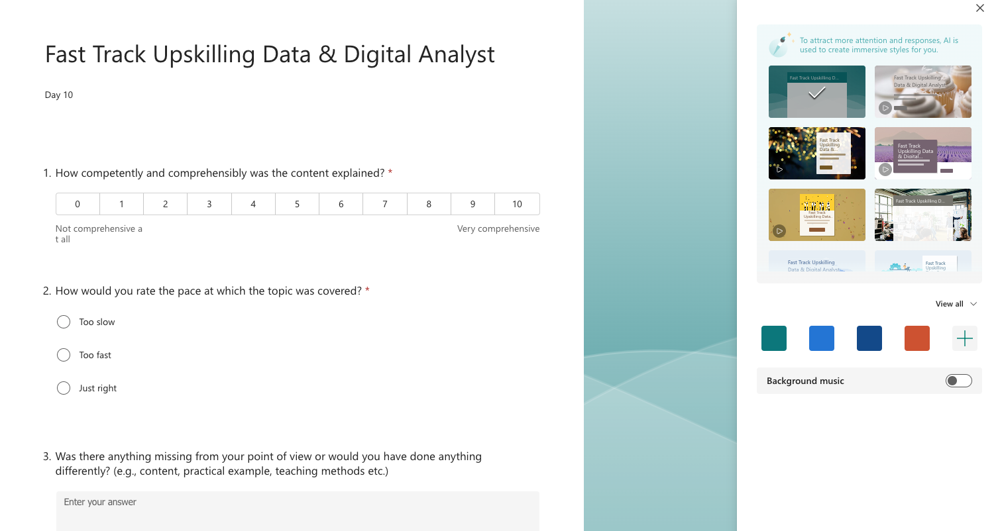 Fast Track Upskilling Data & Digital Analyst
Day 10
1. How competently and comprehensibly was the content explained? *
0 1 2 3 4 5 6 7 8 9 10
Not comprehensive a
t all
Very comprehensive
2. How would you rate the pace at which the topic was covered? *
Too slow
Too fast
Just right
3. Was there anything missing from your point of view or would you have done anything
differently? (e.g., content, practical example, teaching methods etc.)
Enter your answer
To attract more attention and responses, AI is
used to create immersive styles for you.
Fast Track Upskilling D...
Fast Track Upskilling
Data & Digital Analyst
Fast Track
Upskilling
Data &...
Fast Track
Upskilling Data
& Digital...
Fast Track
Upskilling Data...
Fast Track Upskilling D...
Fast Track Upskilling
Data & Digital Analyst
Fast Track
Upskilling
View all
Background music